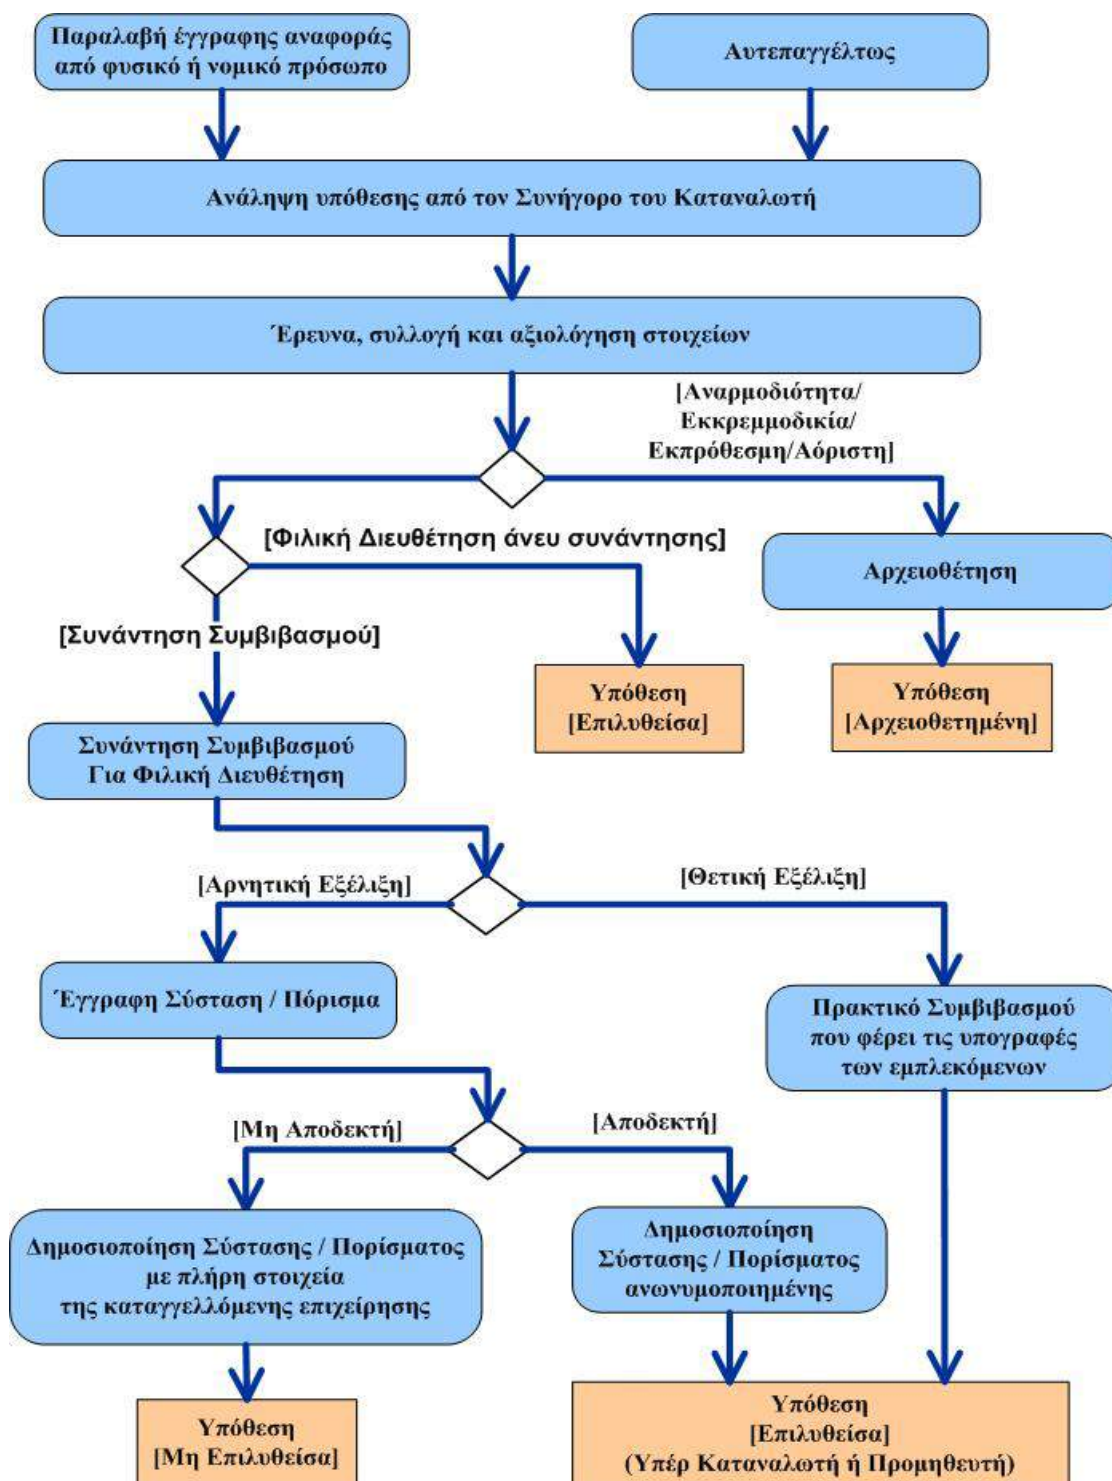 Παραλαβή έγγραφης αναφοράς
από φυσικό ή νομικό πρόσωπο
Αυτεπαγγέλτως
Ανάληψη υπόθεσης από τον Συνήγορο του Καταναλωτή
Έρευνα, συλλογή και αξιολόγηση στοιχείων
[Αναρμοδιότητα/
Εκκρεμμοδικία/
Εκπρόθεσμη/Αόριστη]
[Φιλική Διευθέτηση άνευ συνάντησης]
Αρχειοθέτηση
[Συνάντηση Συμβιβασμού]
Υπόθεση
[Επιλυθείσα]
Υπόθεση
[Αρχειοθετημένη]
Συνάντηση Συμβιβασμού
Για Φιλική Διευθέτηση
[Αρνητική Εξέλιξη]
[Θετική Εξέλιξη]
Έγγραφη Σύσταση / Πόρισμα
Πρακτικό Συμβιβασμού
που φέρει τις υπογραφές
των εμπλεκόμενων
[Μη Αποδεκτή]
[Αποδεκτή]
Δημοσιοποίηση Σύστασης / Πορίσματος
με πλήρη στοιχεία
της καταγγελλόμενης επιχείρησης
Δημοσιοποίηση
Σύστασης / Πορίσματος
ανωνυμοποιημένης
Υπόθεση
[Μη Επιλυθείσα]
Υπόθεση
[Επιλυθείσα]
(Υπέρ Καταναλωτή ή Προμηθευτή)